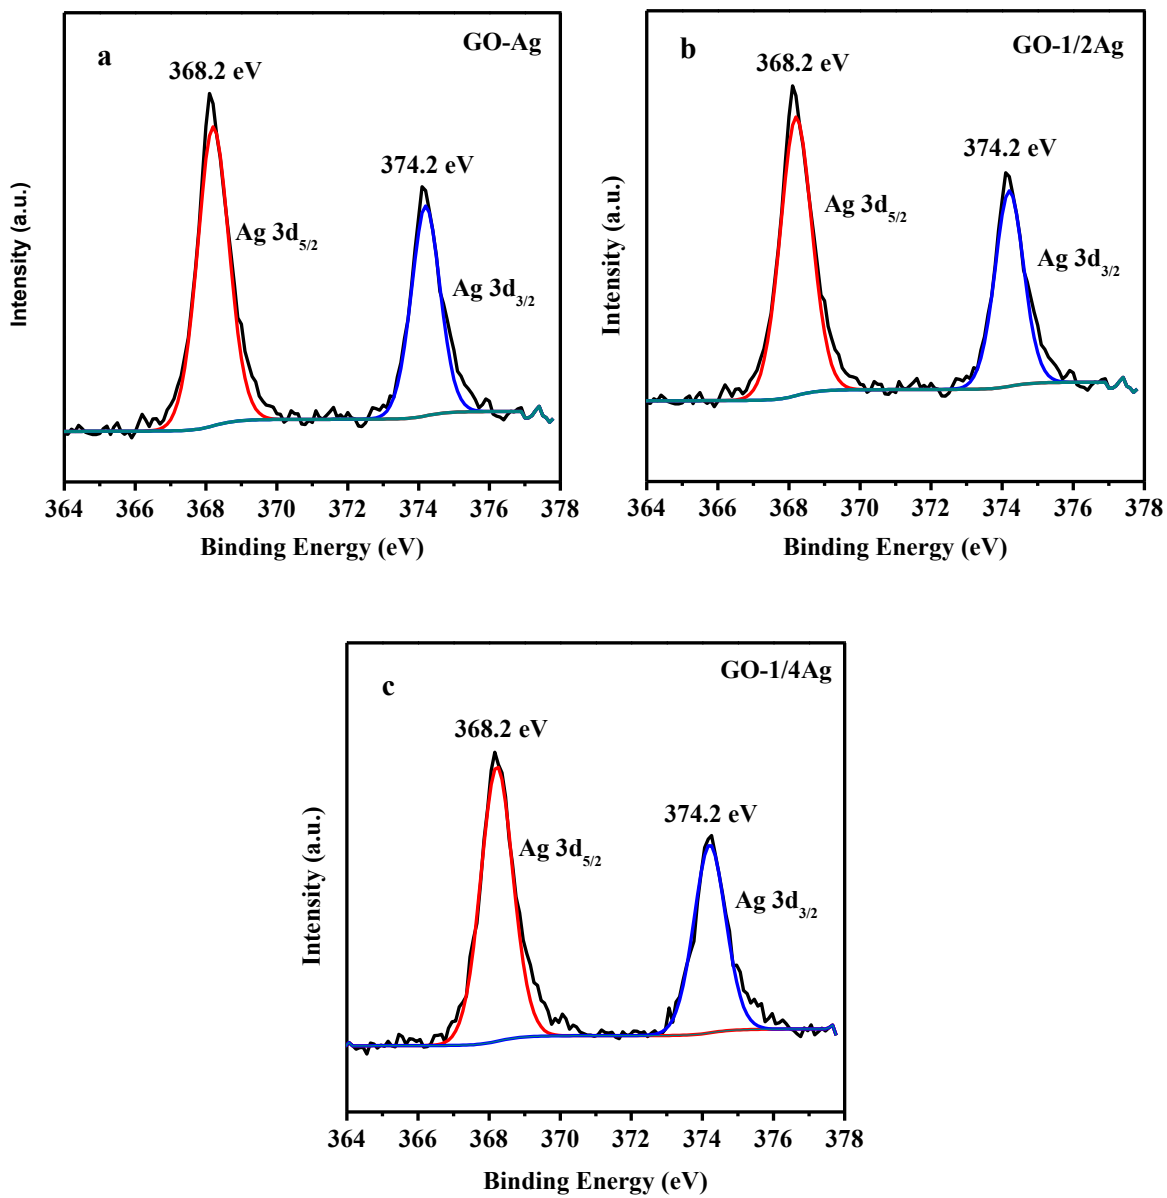 a
GO-Ag
368.2 eV
374.2 eV
Ag 3d5/2
Ag 3d3/2
Intensity (a.u.)
364 366 368 370 372 374 376 378
Binding Energy (eV)
b
GO-1/2Ag
368.2 eV
374.2 eV
Ag 3d5/2
Ag 3d3/2
Intensity (a.u.)
364 366 368 370 372 374 376 378
Binding Energy (eV)
c
GO-1/4Ag
368.2 eV
374.2 eV
Ag 3d5/2
Ag 3d3/2
Intensity (a.u.)
364 366 368 370 372 374 376 378
Binding Energy (eV)